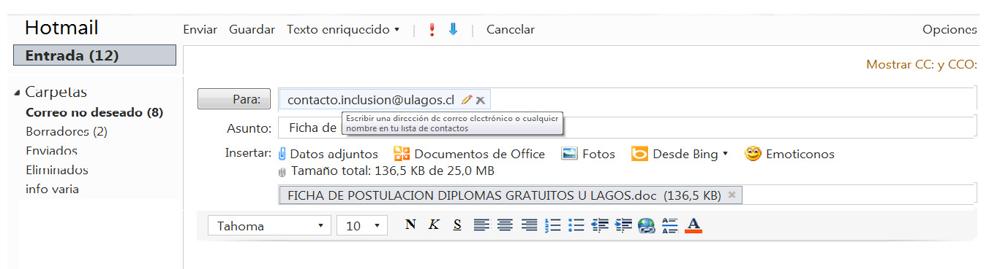 Hotmail
Enviar Guardar Texto enriquecido Cancelar Opciones
Entrada (12)
Mostrar CC: y CCO:
Carpetas
Correo no deseado (8)
Borradores (2)
Enviados
Eliminados
info varia
Para: contacto.inclusion@ulagos.cl
Escribir una dirección de correo electrónico o cualquier
nombre en tu lista de contactos
Asunto: Ficha de
Insertar: Datos adjuntos Documentos de Office Fotos Desde Bing Emoticonos
Tamaño total: 136,5 KB de 25,0 MB
FICHA DE POSTULACION DIPLOMAS GRATUITOS U LAGOS.doc (136,5 KB)
Tahoma 10 N K S A